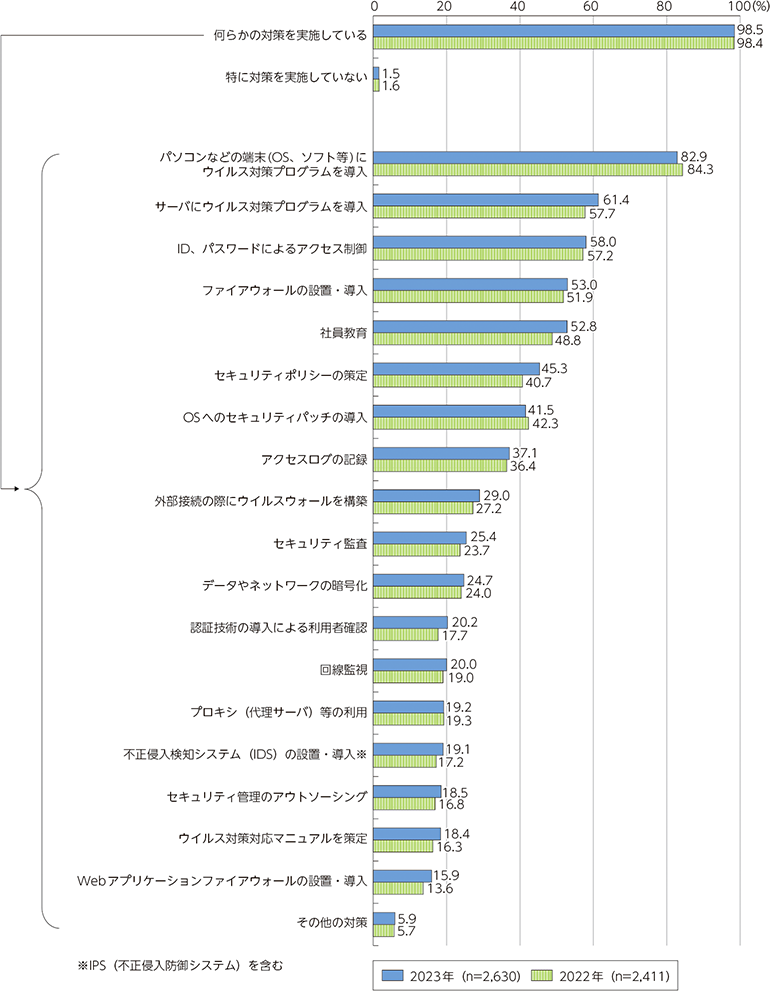 0 20 40 60 80 100(%)
何らかの対策を実施している 98.5
98.4
特に対策を実施していない 1.5
1.6
パソコンなどの端末(OS、ソフト等)に
ウイルス対策プログラムを導入
82.9
84.3
サーバにウイルス対策プログラムを導入 61.4
57.7
ID、パスワードによるアクセス制御 58.0
57.2
ファイアウォールの設置・導入 53.0
51.9
社員教育 52.8
48.8
セキュリティポリシーの策定 45.3
40.7
OSへのセキュリティパッチの導入 41.5
42.3
アクセスログの記録 37.1
36.4
外部接続の際にウイルスウォールを構築 29.0
27.2
セキュリティ監査 25.4
23.7
データやネットワークの暗号化 24.7
24.0
認証技術の導入による利用者確認 20.2
17.7
回線監視 20.0
19.0
プロキシ(代理サーバ)等の利用 19.2
19.3
不正侵入検知システム(IDS)の設置・導入※ 19.1
17.2
セキュリティ管理のアウトソーシング 18.5
16.8
ウイルス対策対応マニュアルを策定 18.4
16.3
Webアプリケーションファイアウォールの設置・導入 15.9
13.6
その他の対策 5.9
5.7
※IPS(不正侵入防御システム)を含む
2023年(n=2,630) 2022年(n=2,411)